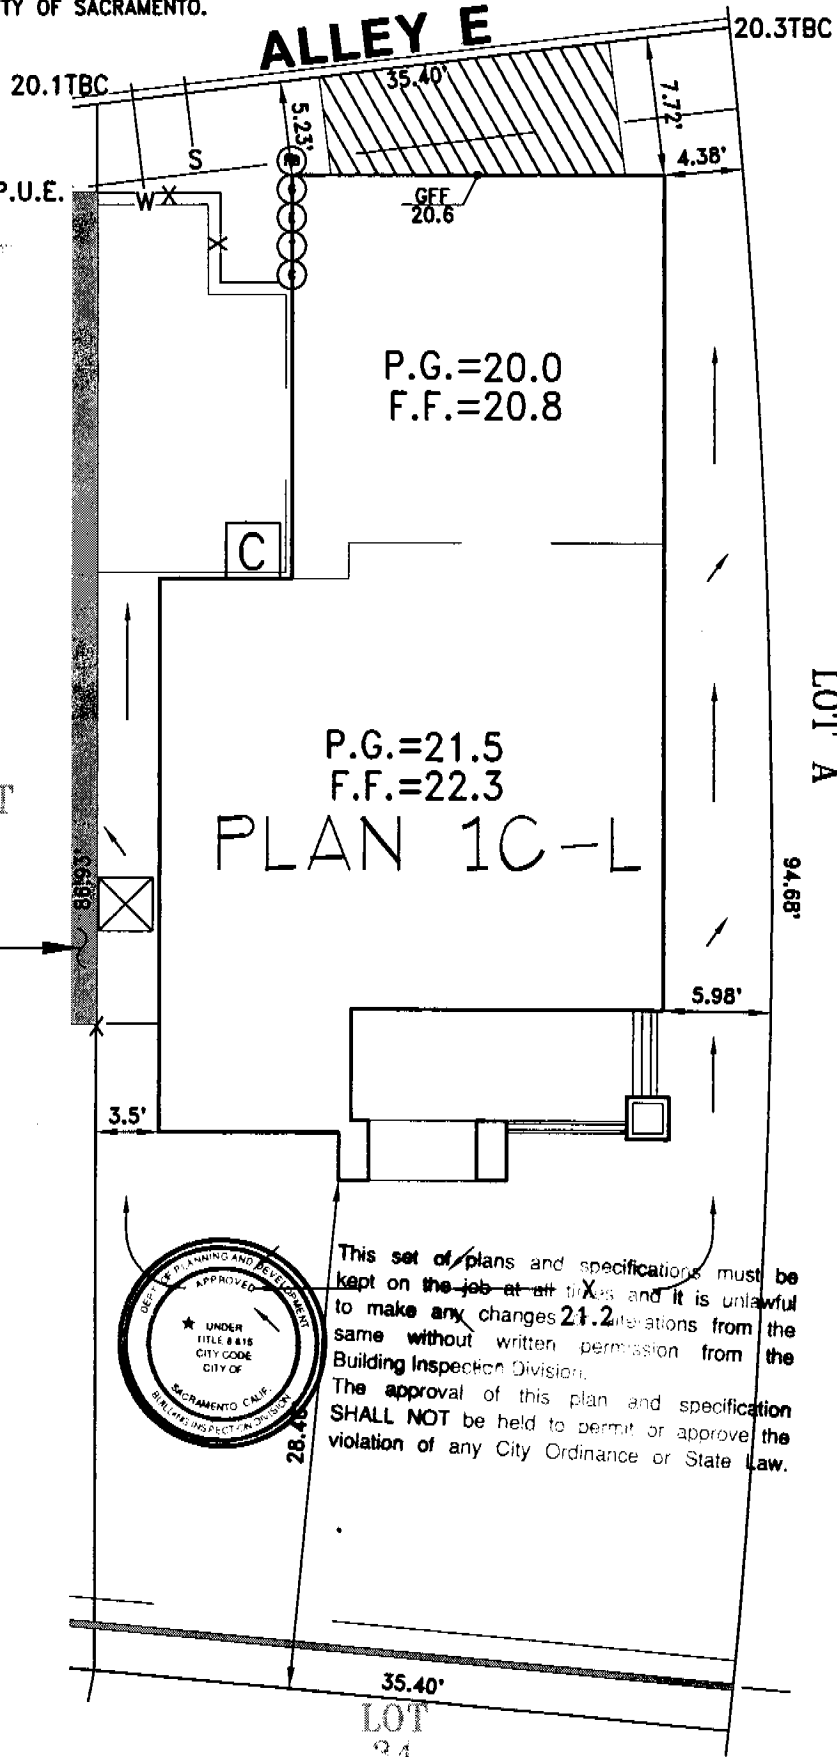 TY OF SACRAMENTO.
ALLEY E
20.3TBC
20.1TBC
35.40'
5.23'
7.72'
S
4.38'
P.U.E.
W
GFF
20.6
P.G.=20.0
F.F.=20.8
C
LOT A
P.G.=21.5
F.F.=22.3
PLAN 1C-L
T
88.93'
94.68'
5.98'
3.5'
This set of plans and specifications must be
kept on the job at all times and it is unlawful
X
to make any changes alterations from the
21.2
same without written permission from the
Building Inspection Division.
The approval of this plan and specification
SHALL NOT be held to permit or approve the
violation of any City Ordinance or State Law.
DEPT OF PLANNING AND DEVELOPMENT
APPROVED
UNDER
TITLE 8 &15
CITY CODE
CITY OF
SACRAMENTO CALIF.
BUILDING INSPECTION DIVISION
35.40'
LOT